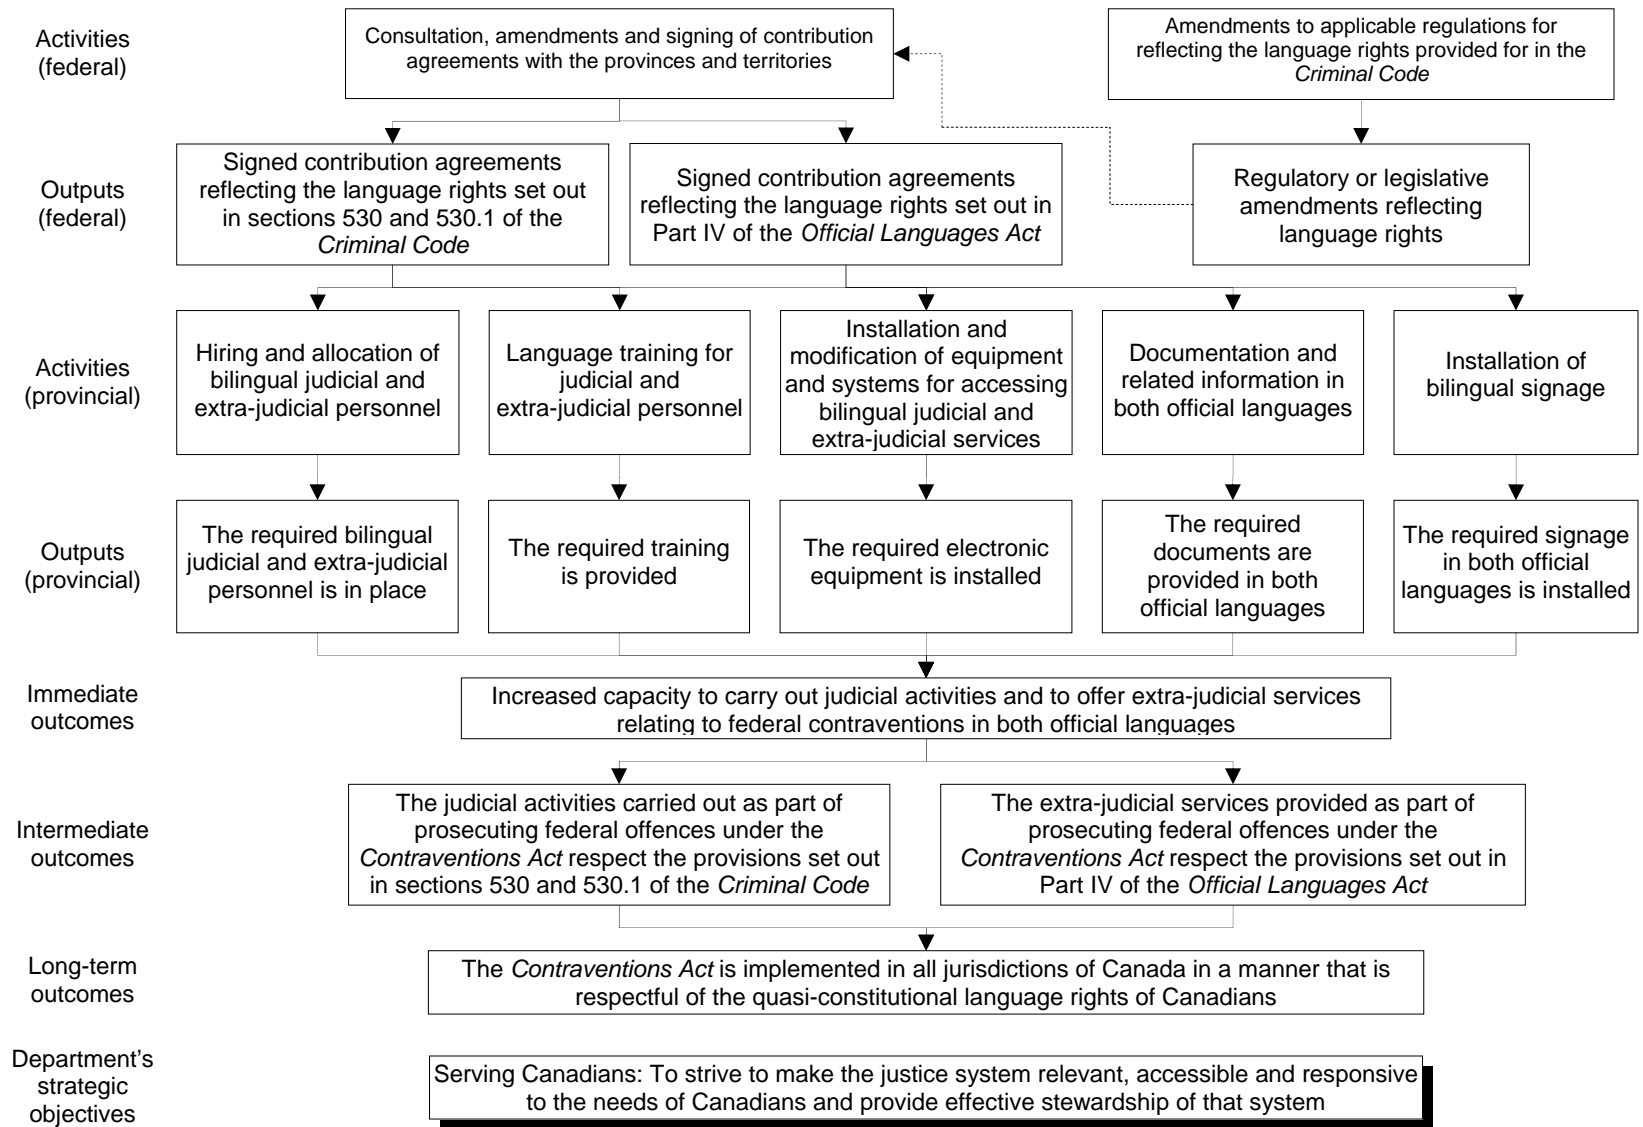 Activities
(federal)
Consultation, amendments and signing of contribution
agreements with the provinces and territories
Amendments to applicable regulations for
reflecting the language rights provided for in the
Criminal Code
Outputs
(federal)
Signed contribution agreements
reflecting the language rights set out
in sections 530 and 530.1 of the
Criminal Code
Signed contribution agreements
reflecting the language rights set out in
Part IV of the Official Languages Act
Regulatory or legislative
amendments reflecting
language rights
Activities
(provincial)
Hiring and allocation of
bilingual judicial and
extra-judicial personnel
Language training for
judicial and
extra-judicial personnel
Installation and
modification of equipment
and systems for accessing
bilingual judicial and
extra-judicial services
Documentation and
related information in
both official languages
Installation of
bilingual signage
Outputs
(provincial)
The required bilingual
judicial and extra-judicial
personnel is in place
The required training
is provided
The required electronic
equipment is installed
The required
documents are
provided in both
official languages
The required signage
in both official
languages is installed
Immediate
outcomes
Increased capacity to carry out judicial activities and to offer extra-judicial services
relating to federal contraventions in both official languages
Intermediate
outcomes
The judicial activities carried out as part of
prosecuting federal offences under the
Contraventions Act respect the provisions set out
in sections 530 and 530.1 of the Criminal Code
The extra-judicial services provided as part of
prosecuting federal offences under the
Contraventions Act respect the provisions set out in
Part IV of the Official Languages Act
Long-term
outcomes
The Contraventions Act is implemented in all jurisdictions of Canada in a manner that is
respectful of the quasi-constitutional language rights of Canadians
Department’s
strategic
objectives
Serving Canadians: To strive to make the justice system relevant, accessible and responsive
to the needs of Canadians and provide effective stewardship of that system